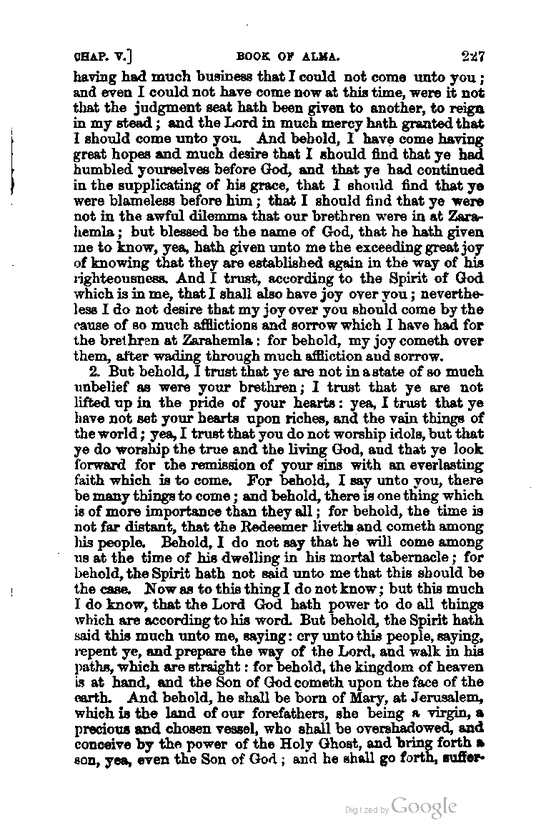 CHAP. V.] BOOK OF ALMA. 227
having had much business that I could not come unto you ;
and even I could not have come now at this time, were it not
that the judgment seat hath been given to another, to reign
in my stead ; and the Lord in much mercy hath granted that
I should come unto you. And behold, I have come having
great hopes and much desire that I should find that ye had
humbled yourselves before God, and that ye had continued
in the supplicating of his grace, that I should find that ye
were blameless before him ; that I should find that ye were
not in the awful dilemma that our brethren were in at Zara-
hemla ; but blessed be the name of God, that he hath given
me to know, yea, hath given unto me the exceeding great joy
of knowing that they are established again in the way of his
righteousness. And I trust, according to the Spirit of God
which is in me, that I shall also have joy over you ; neverthe-
less I do not desire that my joy over you should come by the
cause of so much afflictions and sorrow which I have had for
the brethren at Zarahemla : for behold, my joy cometh over
them, after wading through much affliction and sorrow.
2. But behold, I trust that ye are not in a state of so much
unbelief as were your brethren ; I trust that ye are not
lifted up in the pride of your hearts : yea, I trust that ye
have not set your hearts upon riches, and the vain things of
the world ; yea, I trust that you do not worship idols, but that
ye do worship the true and the living God, and that ye look
forward for the remission of your sins with an everlasting
faith which is to come. For behold, I say unto you, there
be many things to come ; and behold, there is one thing which
is of more importance than they all ; for behold, the time is
not far distant, that the Redeemer liveth and cometh among
his people. Behold, I do not say that he will come among
us at the time of his dwelling in his mortal tabernacle ; for
behold, the Spirit hath not said unto me that this should be
the case. Now as to this thing I do not know ; but this much
I do know, that the Lord God hath power to do all things
which are according to his word. But behold, the Spirit hath
said this much unto me, saying : cry unto this people, saying,
repent ye, and prepare the way of the Lord, and walk in his
paths, which are straight : for behold, the kingdom of heaven
is at hand, and the Son of God cometh upon the face of the
earth. And behold, he shall be born of Mary, at Jerusalem,
which is the land of our forefathers, she being a virgin, a
precious and chosen vessel, who shall be overshadowed, and
conceive by the power of the Holy Ghost, and bring forth a
son, yea, even the Son of God ; and he shall go forth, suffer-
Digitized by Google